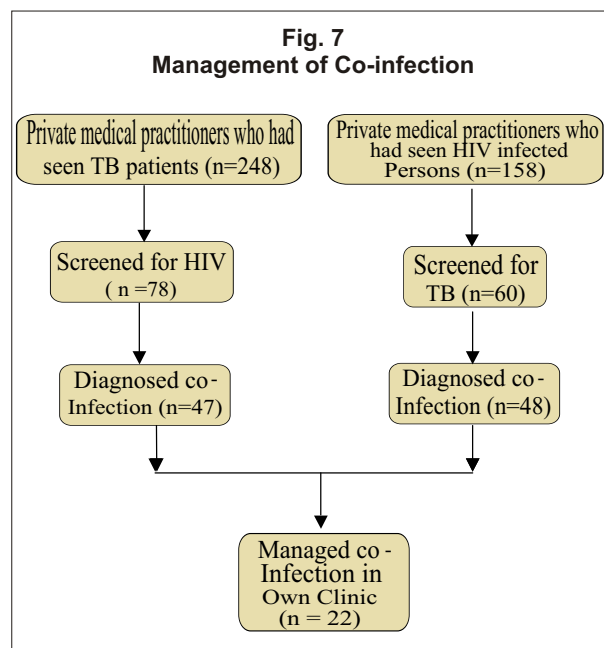 Fig. 7
Management of Co-infection
Private medical practitioners who had
seen TB patients (n=248)
Private medical practitioners who
had seen HIV infected
Persons (n=158)
Screened for HIV
( n =78)
Screened for
TB (n=60)
Diagnosed co-
Infection (n=47)
Diagnosed co-
Infection (n=48)
Managed co-
Infection in
Own Clinic
(n = 22)